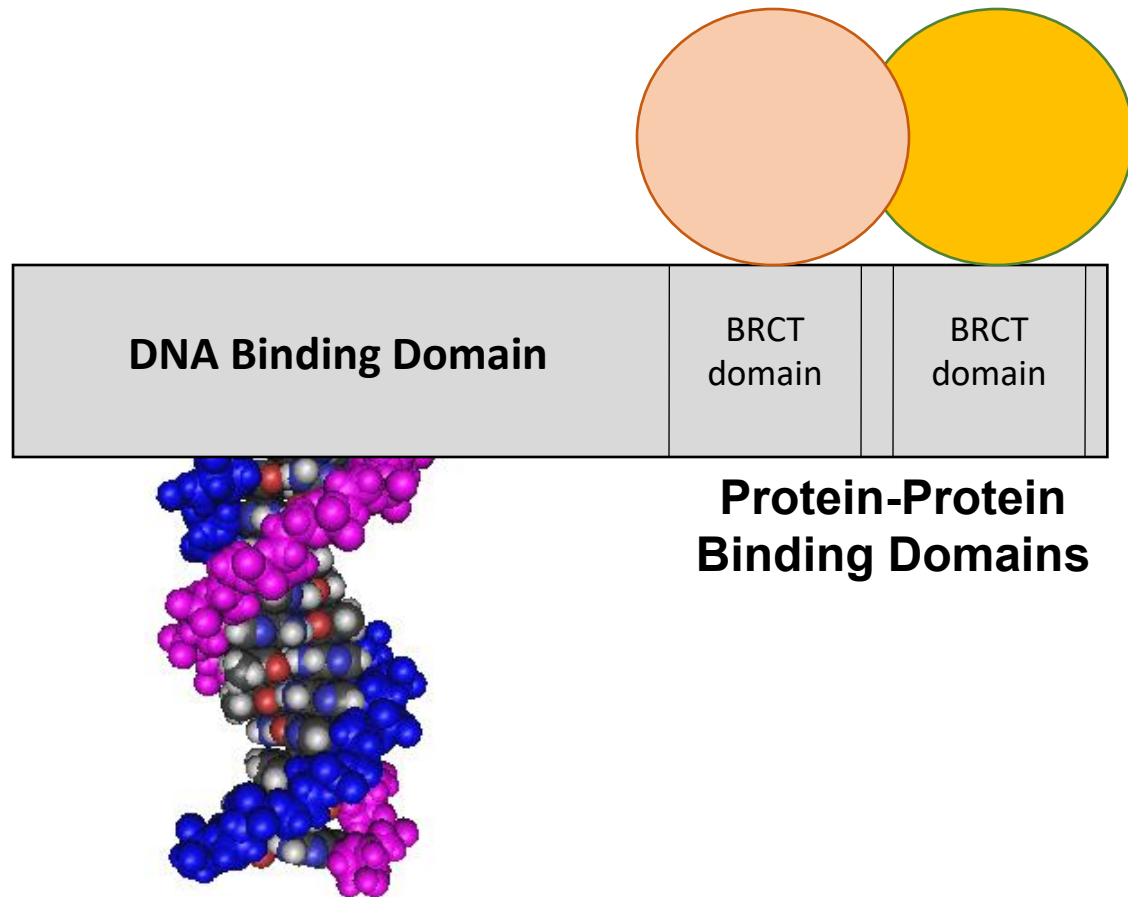 DNA Binding Domain
BRCT
domain
BRCT
domain
Protein-Protein
Binding Domains